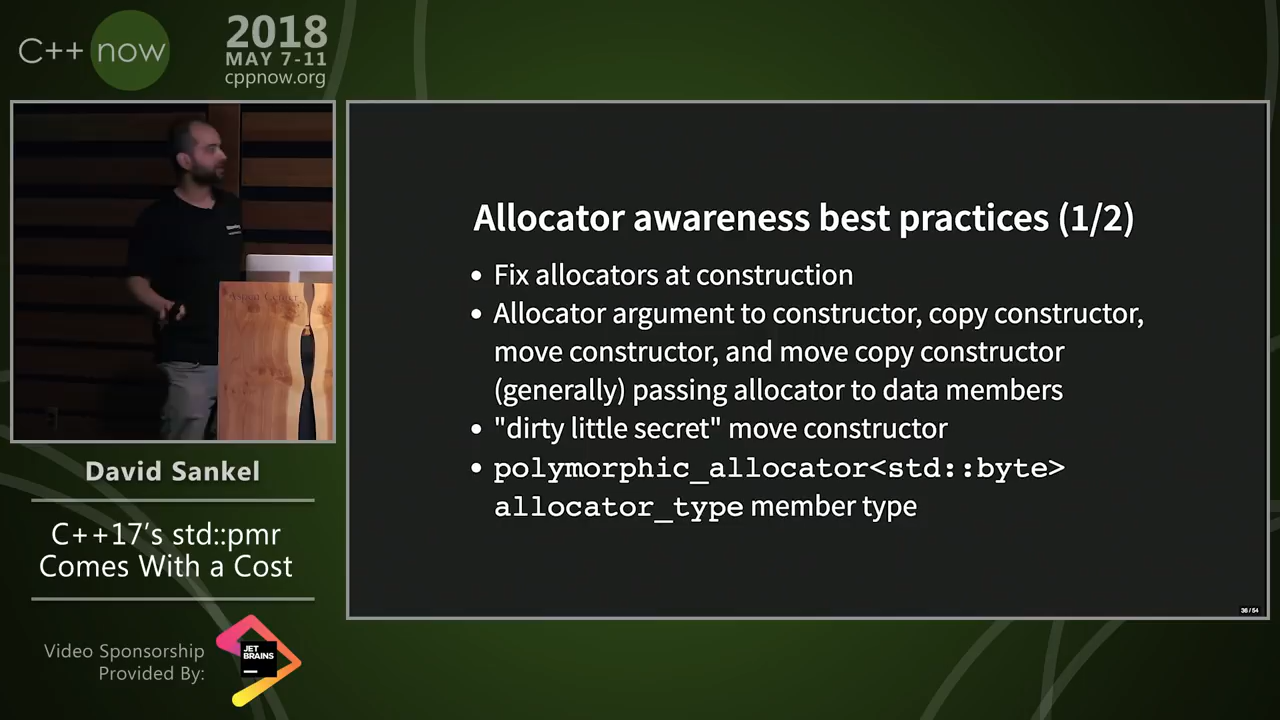 C++ now
2018
MAY 7-11
cppnow.org
Allocator awareness best practices (1/2)
• Fix allocators at construction
• Allocator argument to constructor, copy constructor,
move constructor, and move copy constructor
(generally) passing allocator to data members
• "dirty little secret" move constructor
• polymorphic_allocator<std::byte>
allocator_type member type
36 / 54
David Sankel
C++17's std::pmr
Comes With a Cost
Video Sponsorship
Provided By:
JET
BRAINS